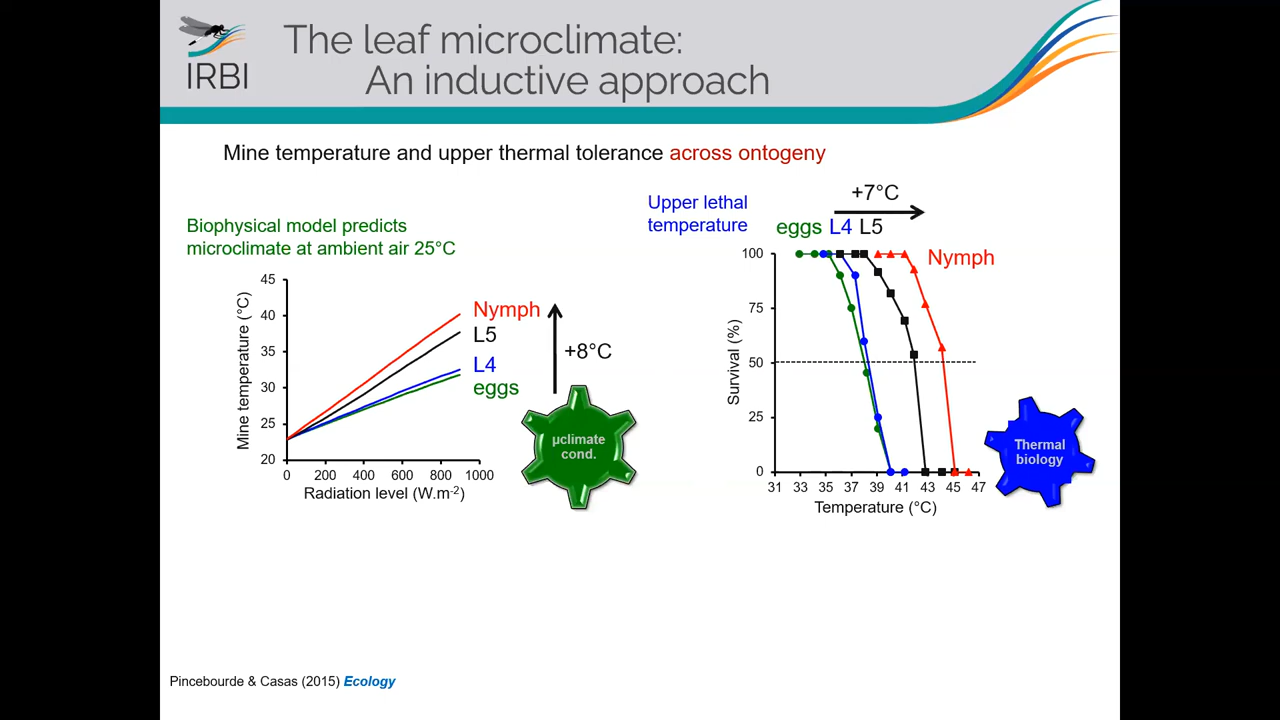 IRBI
The leaf microclimate:
An inductive approach
Mine temperature and upper thermal tolerance across ontogeny
Biophysical model predicts
microclimate at ambient air 25°C
Mine temperature (°C)
45
40
35
30
25
20
0 200 400 600 800 1000
Radiation level (W.m-2)
Nymph
L5
L4
eggs
+8°C
µclimate
cond.
Upper lethal
temperature
+7°C
eggs L4 L5
Nymph
Survival (%)
100
75
50
25
0
31 33 35 37 39 41 43 45 47
Temperature (°C)
Thermal
biology
Pincebourde & Casas (2015) Ecology